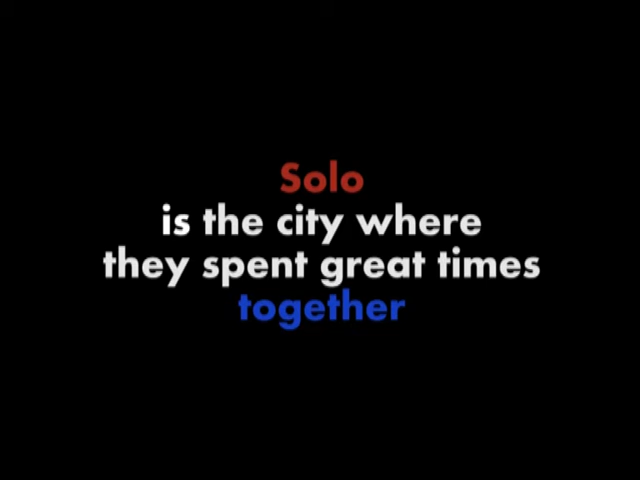 Solo
is the city where
they spent great times
together